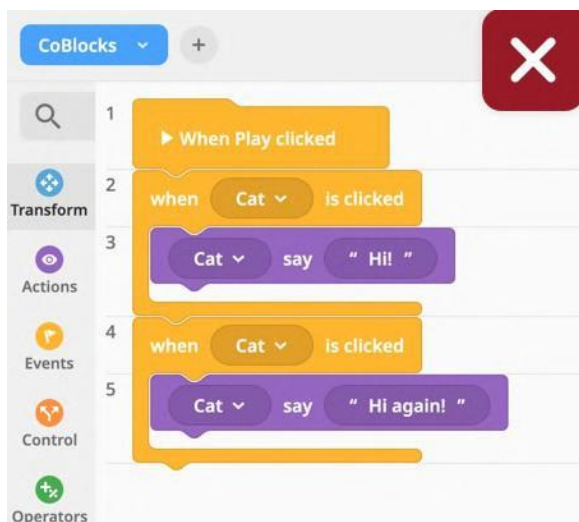 CoBlocks +
1
When Play clicked
2
when Cat is clicked
Transform
3
Cat say “ Hi! ”
Actions
4
when Cat is clicked
Events
5
Cat say “ Hi again! ”
Control
Operators